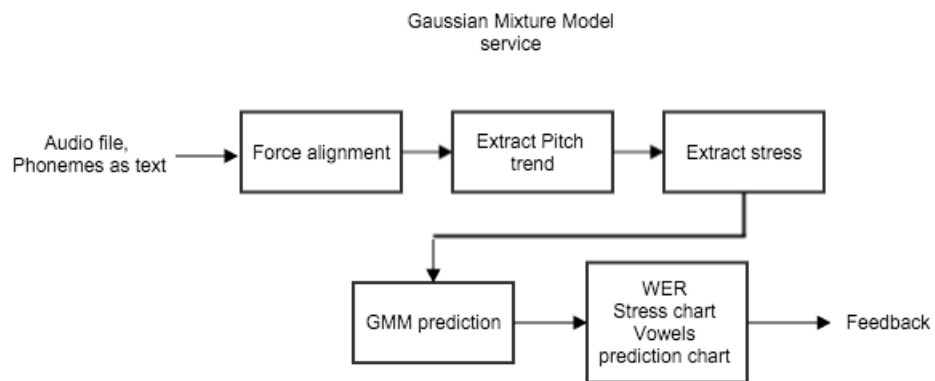 Gaussian Mixture Model
service
Audio file,
Phonemes as text
Force alignment
Extract Pitch
trend
Extract stress
GMM prediction
WER
Stress chart
Vowels
prediction chart
Feedback